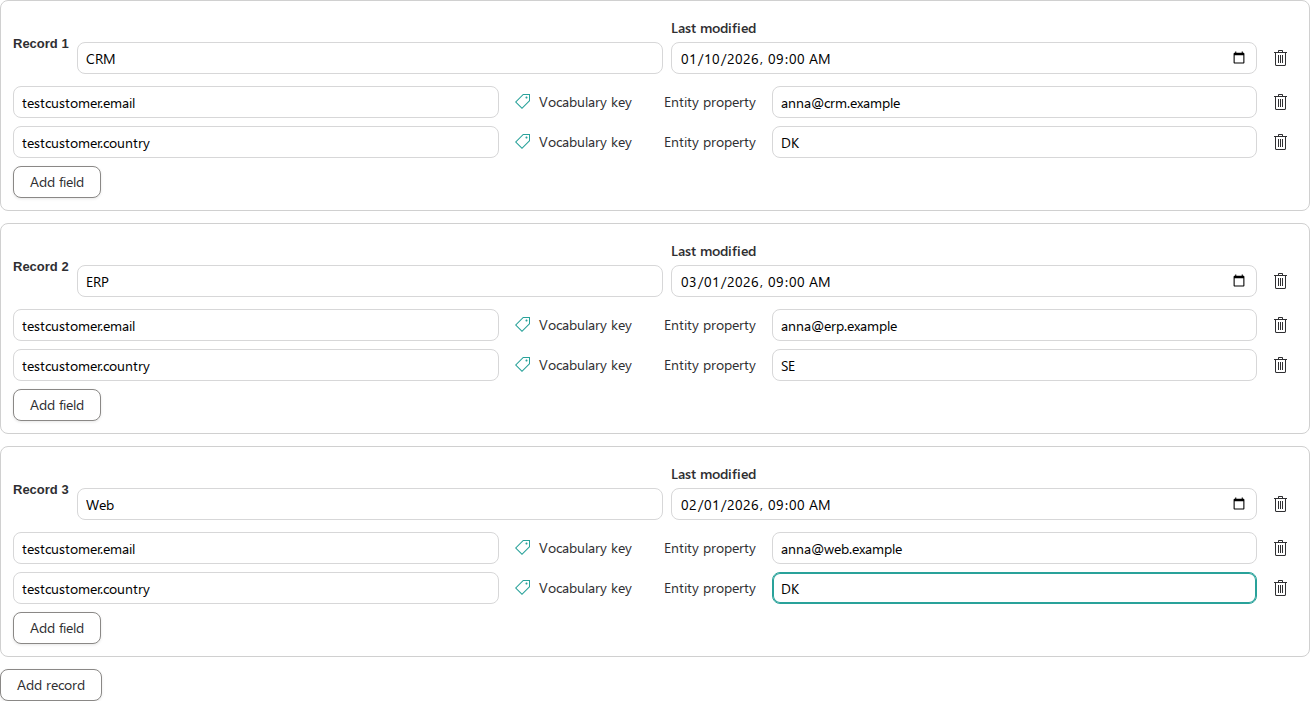 Last modified
Record 1 CRM 01/10/2026, 09:00 AM
testcustomer.email Vocabulary key Entity property anna@crm.example
testcustomer.country Vocabulary key Entity property DK
Add field
Last modified
Record 2 ERP 03/01/2026, 09:00 AM
testcustomer.email Vocabulary key Entity property anna@erp.example
testcustomer.country Vocabulary key Entity property SE
Add field
Last modified
Record 3 Web 02/01/2026, 09:00 AM
testcustomer.email Vocabulary key Entity property anna@web.example
testcustomer.country Vocabulary key Entity property DK
Add field
Add record